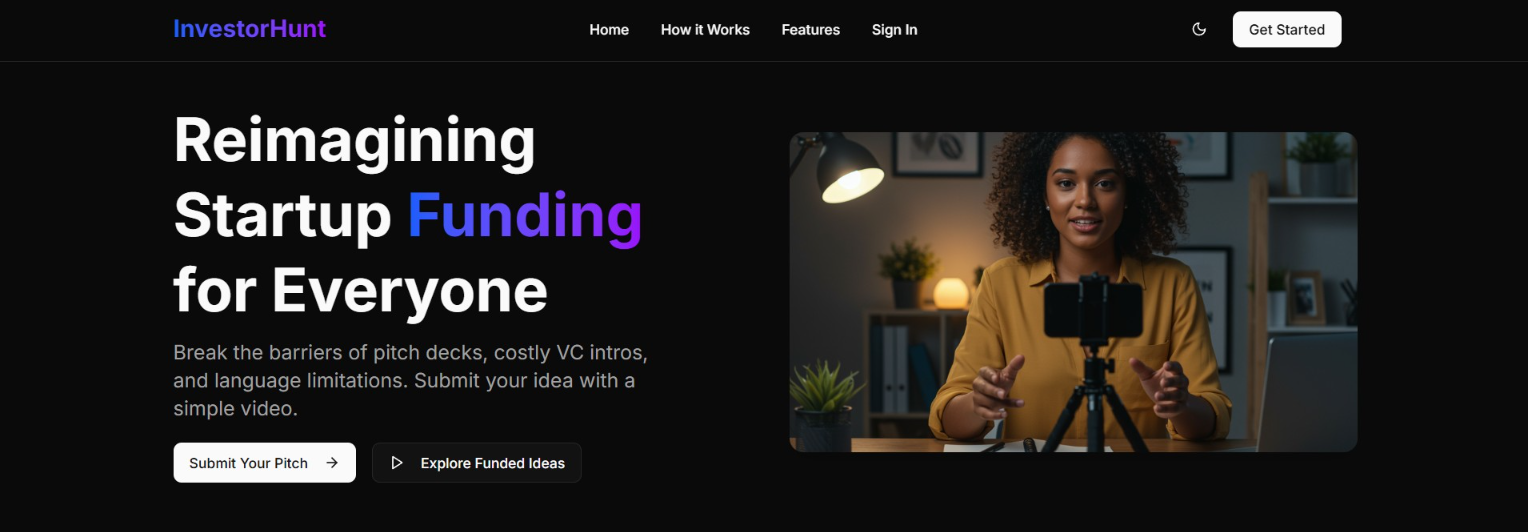 InvestorHunt
Home
How it Works
Features
Sign In
Get Started
Reimagining
Startup Funding
for Everyone
Break the barriers of pitch decks, costly VC intros,
and language limitations. Submit your idea with a
simple video.
Submit Your Pitch
Explore Funded Ideas